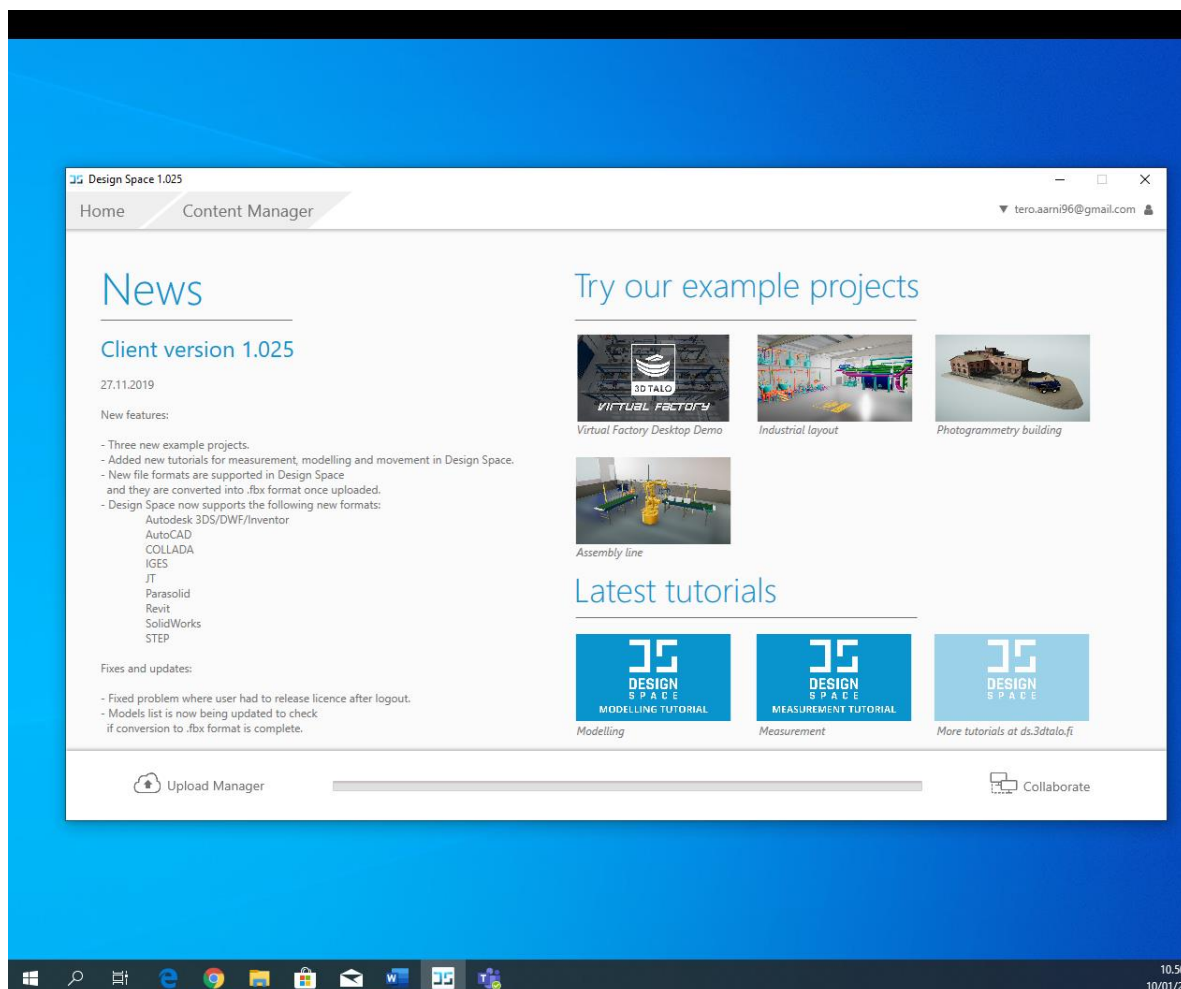 Design Space 1.025
Home
Content Manager
tero.aarni96@gmail.com
News
Client version 1.025
27.11.2019
New features:
- Three new example projects.
- Added new tutorials for measurement, modelling and movement in Design Space.
- New file formats are supported in Design Space
and they are converted into .fbx format once uploaded.
- Design Space now supports the following new formats:
Autodesk 3DS/DWF/Inventor
AutoCAD
COLLADA
IGES
JT
Parasolid
Revit
SolidWorks
STEP
Fixes and updates:
- Fixed problem where user had to release licence after logout.
- Models list is now being updated to check
if conversion to .fbx format is complete.
Try our example projects
3D TALO
VIRTUAL FACTORY
Virtual Factory Desktop Demo
Industrial layout
Photogrammetry building
Assembly line
Latest tutorials
DESIGN
SPACE
MODELLING TUTORIAL
Modelling
DESIGN
SPACE
MEASUREMENT TUTORIAL
Measurement
DESIGN
SPACE
More tutorials at ds.3dtalo.fi
Upload Manager
Collaborate